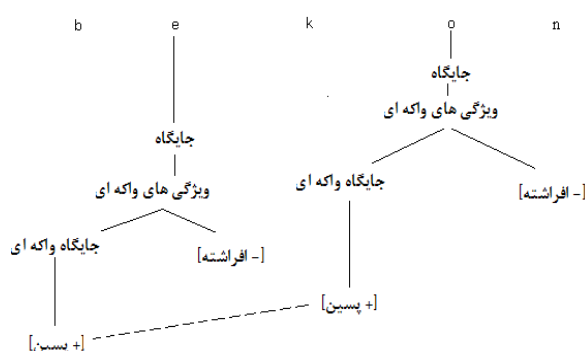 b e k o n
جایگاه
ویژگی های واکه ای
جایگاه
جایگاه واکه ای
ویژگی های واکه ای
[- افراشته]
جایگاه واکه ای
[- افراشته]
[+ پسین]
[+ پسین]